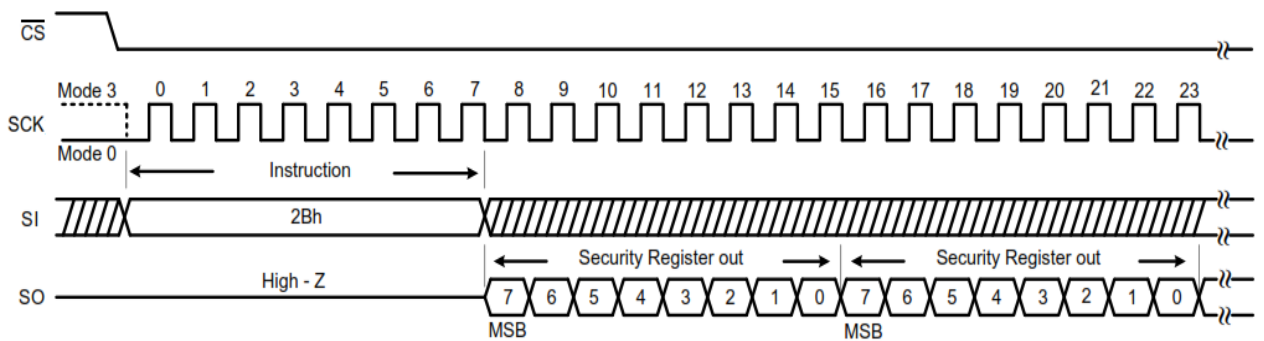 CS
Mode 3 0 1 2 3 4 5 6 7 8 9 10 11 12 13 14 15 16 17 18 19 20 21 22 23
SCK
Mode 0
Instruction
SI 2Bh
Security Register out Security Register out
High - Z
SO 7 6 5 4 3 2 1 0 7 6 5 4 3 2 1 0
MSB MSB